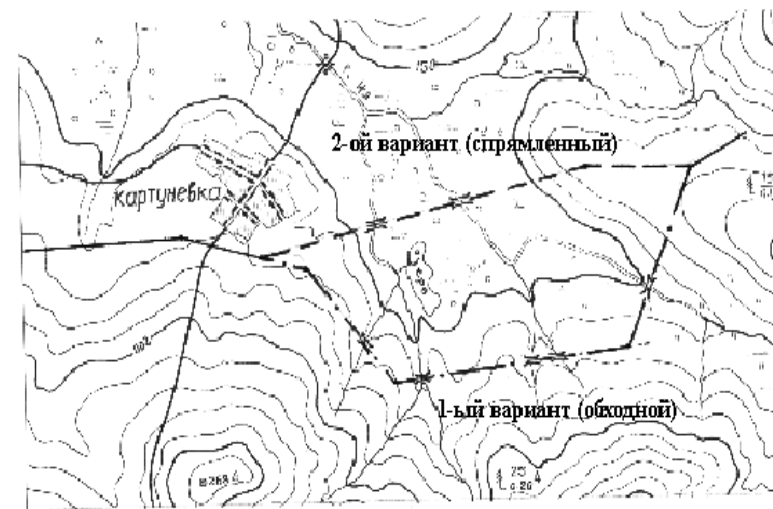 2-ой вариант (спрямленный)
картуневка
1-ый вариант (обходной)